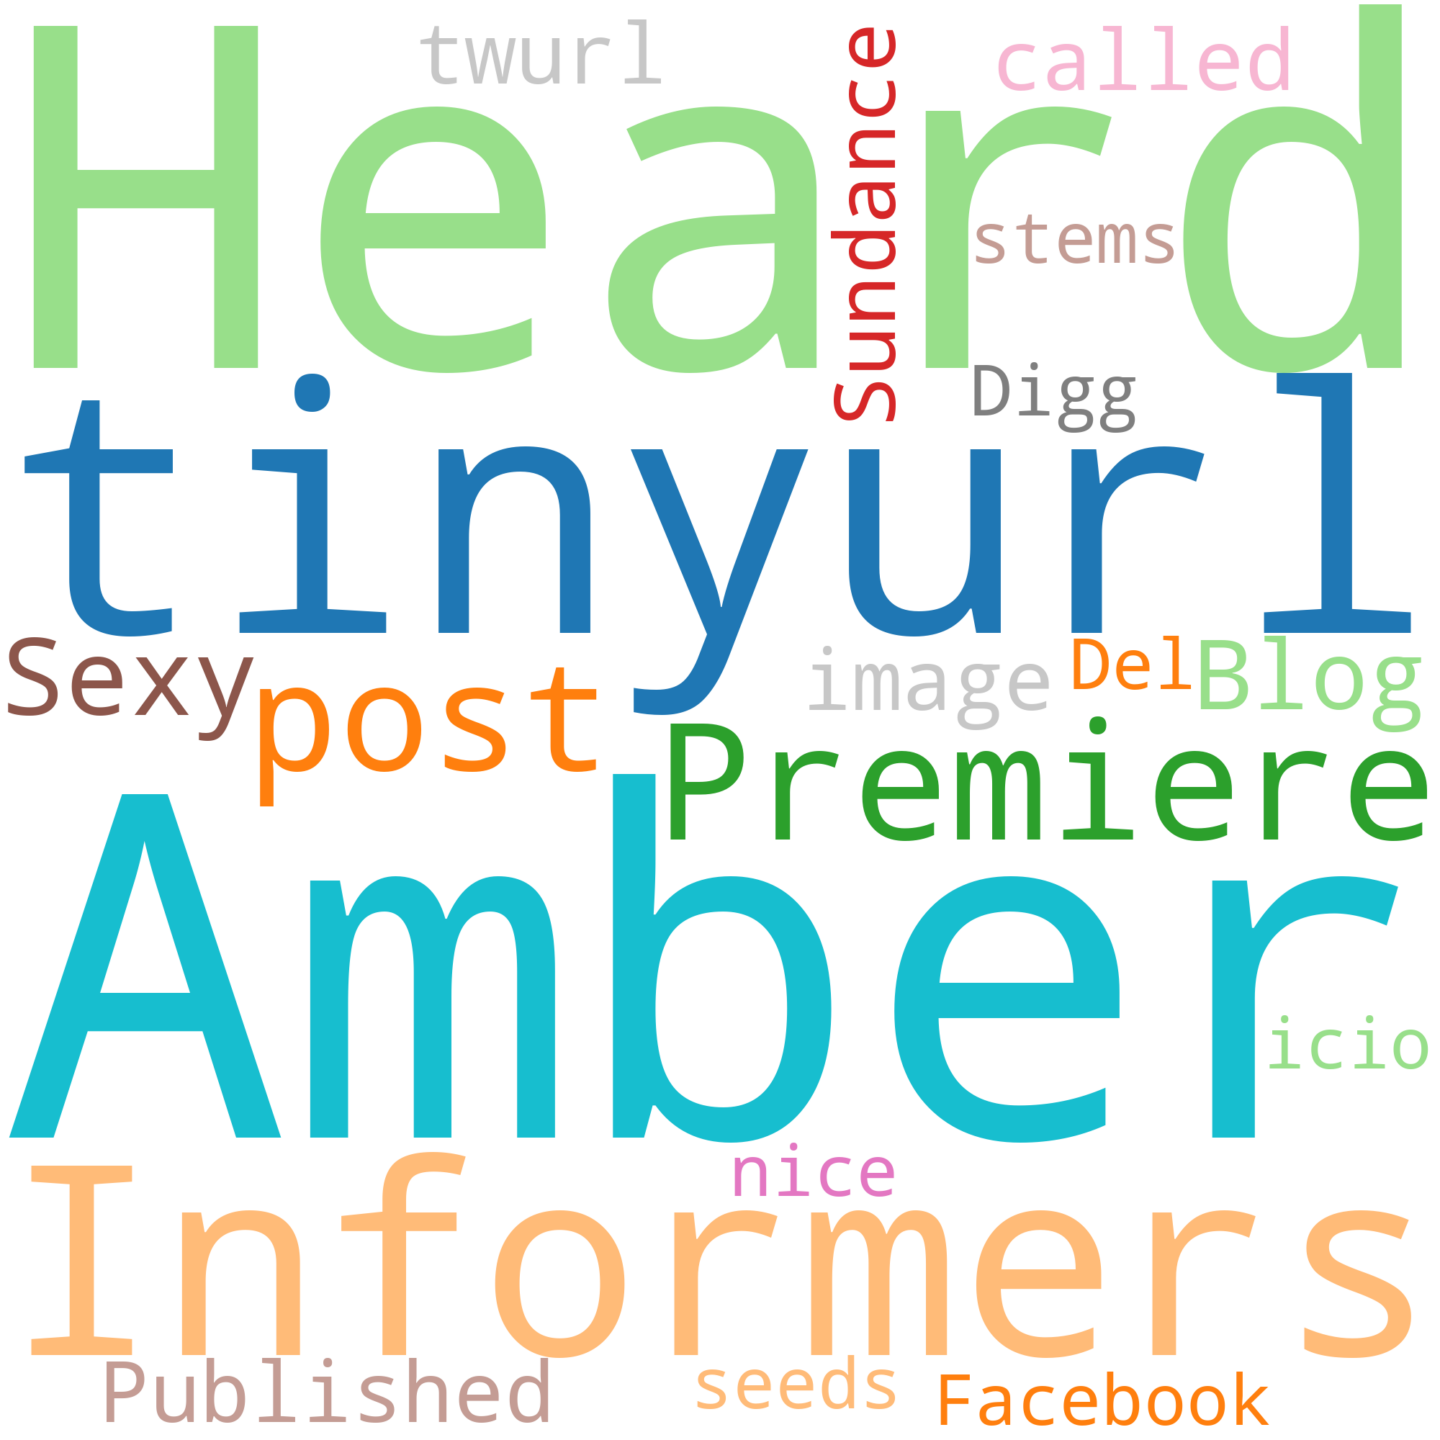 twurl
called
Heard
Sundance
stems
Digg
tinyurl
Sexy
post
image
Del
Blog
Premiere
Amber
icio
nice
Informers
Published
seeds
Facebook